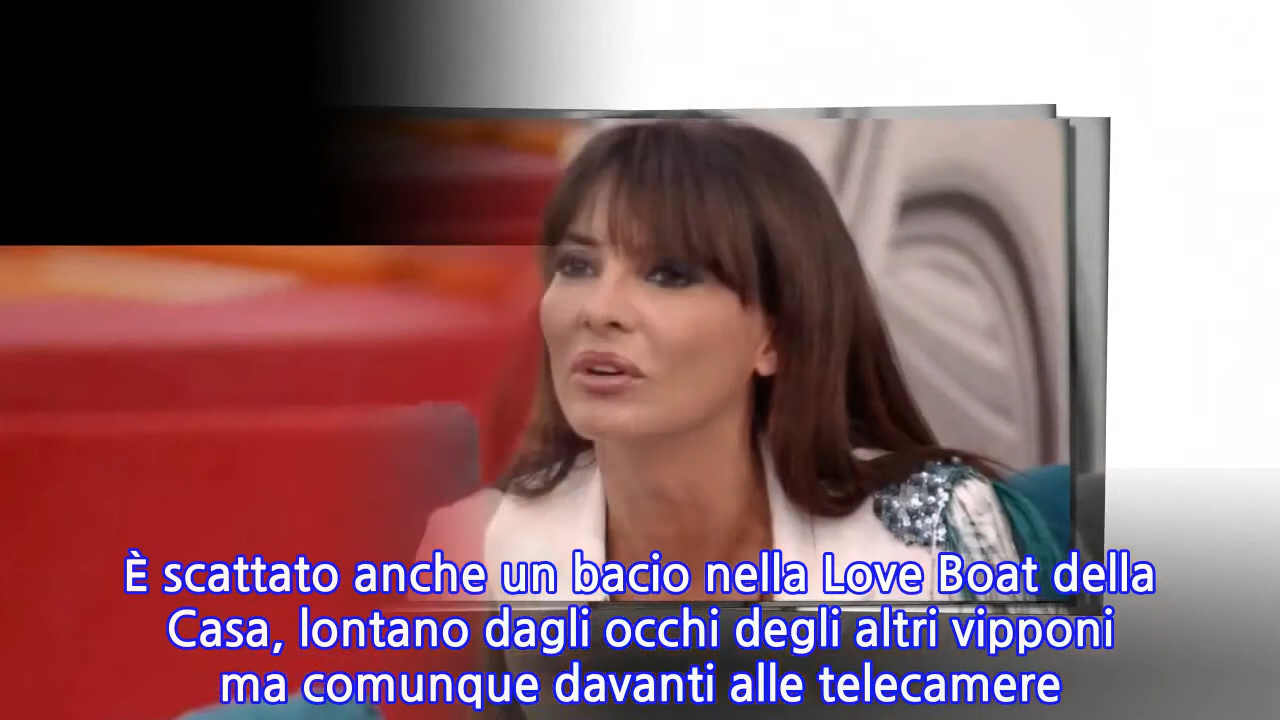 È scattato anche un bacio nella Love Boat della
Casa, lontano dagli occhi degli altri vipponi
ma comunque davanti alle telecamere